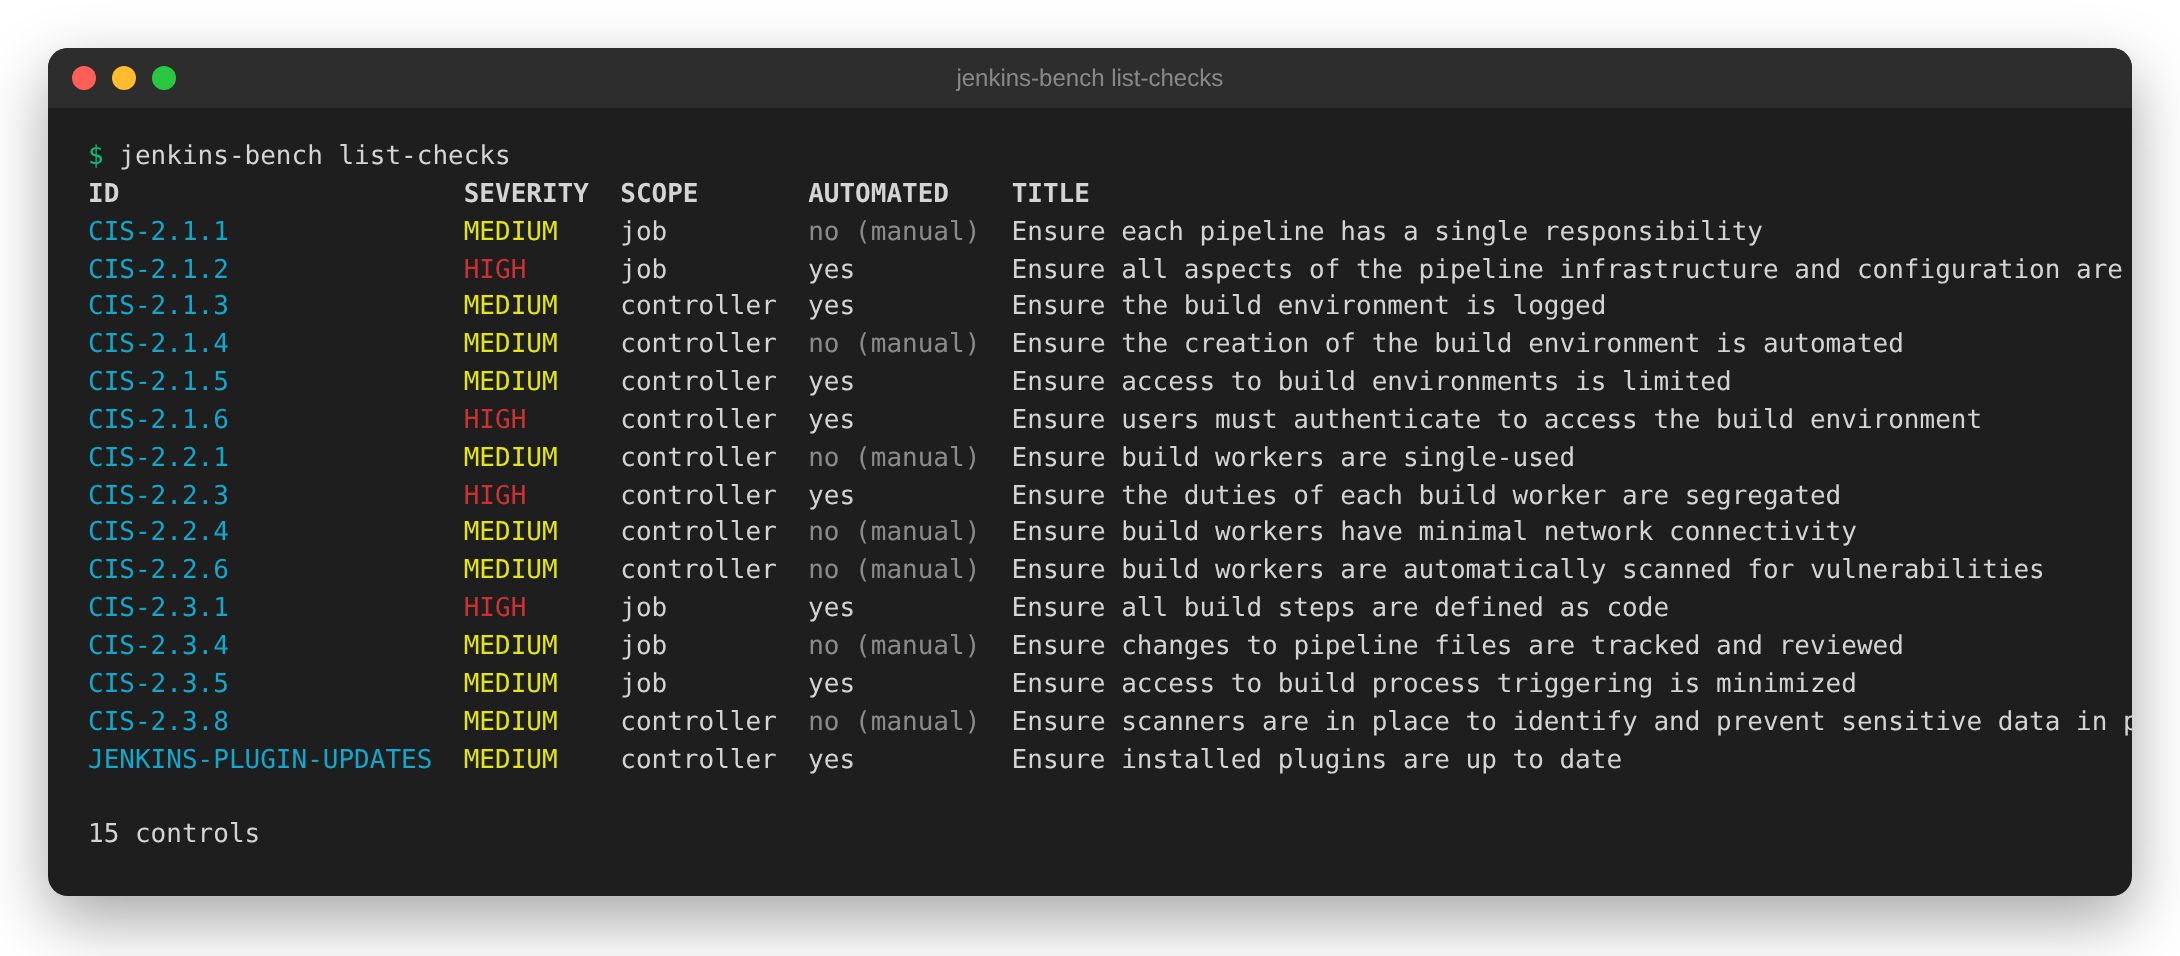 jenkins-bench list-checks
$ jenkins-bench list-checks
ID SEVERITY SCOPE AUTOMATED TITLE
CIS-2.1.1 MEDIUM job no (manual) Ensure each pipeline has a single responsibility
CIS-2.1.2 HIGH job yes Ensure all aspects of the pipeline infrastructure and configuration are
CIS-2.1.3 MEDIUM controller yes Ensure the build environment is logged
CIS-2.1.4 MEDIUM controller no (manual) Ensure the creation of the build environment is automated
CIS-2.1.5 MEDIUM controller yes Ensure access to build environments is limited
CIS-2.1.6 HIGH controller yes Ensure users must authenticate to access the build environment
CIS-2.2.1 MEDIUM controller no (manual) Ensure build workers are single-used
CIS-2.2.3 HIGH controller yes Ensure the duties of each build worker are segregated
CIS-2.2.4 MEDIUM controller no (manual) Ensure build workers have minimal network connectivity
CIS-2.2.6 MEDIUM controller no (manual) Ensure build workers are automatically scanned for vulnerabilities
CIS-2.3.1 HIGH job yes Ensure all build steps are defined as code
CIS-2.3.4 MEDIUM job no (manual) Ensure changes to pipeline files are tracked and reviewed
CIS-2.3.5 MEDIUM job yes Ensure access to build process triggering is minimized
CIS-2.3.8 MEDIUM controller no (manual) Ensure scanners are in place to identify and prevent sensitive data in
JENKINS-PLUGIN-UPDATES MEDIUM controller yes Ensure installed plugins are up to date
15 controls